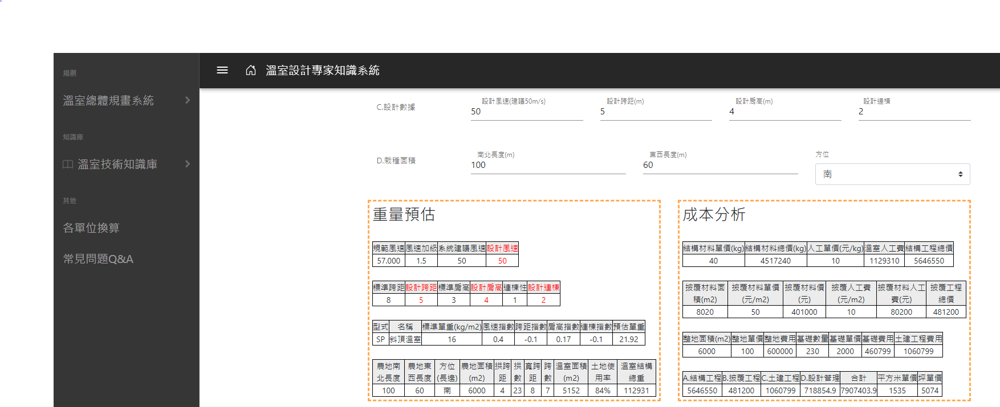 規劃
溫室總體規畫系統
知識庫
溫室技術知識庫
其他
各單位換算
常見問題Q&A
溫室設計專家知識系統
C.設計數據
設計風速(建議50m/s)
50
設計跨距(m)
5
設計肩高(m)
4
設計連棟
2
D.栽種面積
南北長度(m)
100
東西長度(m)
60
方位
南
重量預估
規範風速 風速加級 系統建議風速 設計風速
57.000 1.5 50 50
標準跨距 設計跨距 標準肩高 設計肩高 連棟性 設計連棟
8 5 3 4 1 2
型式 名稱 標準單重(kg/m2) 風速指數 跨距指數 肩高指數 連棟指數 預估單重
SP 斜頂溫室 16 0.4 -0.1 0.17 -0.1 21.92
農地南 農地東 方位 農地面積 拱跨 拱 寬跨 跨 溫室面積 土地使 溫室結構
北長度 西長度 (長邊) (m2) 距 數 距 數 (m2) 用率 總重
100 60 南 6000 4 23 8 7 5152 84% 112931
成本分析
結構材料單價(kg) 結構材料總價(kg) 人工單價(元/kg) 溫室人工費 結構工程總價
40 4517240 10 1129310 5646550
披覆材料面 披覆材料單價 披覆材料價 披覆人工費 披覆材料人工 披覆工程
積(m2) (元/m2) (元) (元/m2) 費(元) 總價
8020 50 401000 10 80200 481200
整地面積(m2) 整地單價 整地費用 基礎數量 基礎單價 基礎費用 土建工程費用
6000 100 600000 230 2000 460799 1060799
A.結構工程 B.披覆工程 C.土建工程 D.設計管理 合計 平方米單價 坪單價
5646550 481200 1060799 718854.9 7907403.9 1535 5074